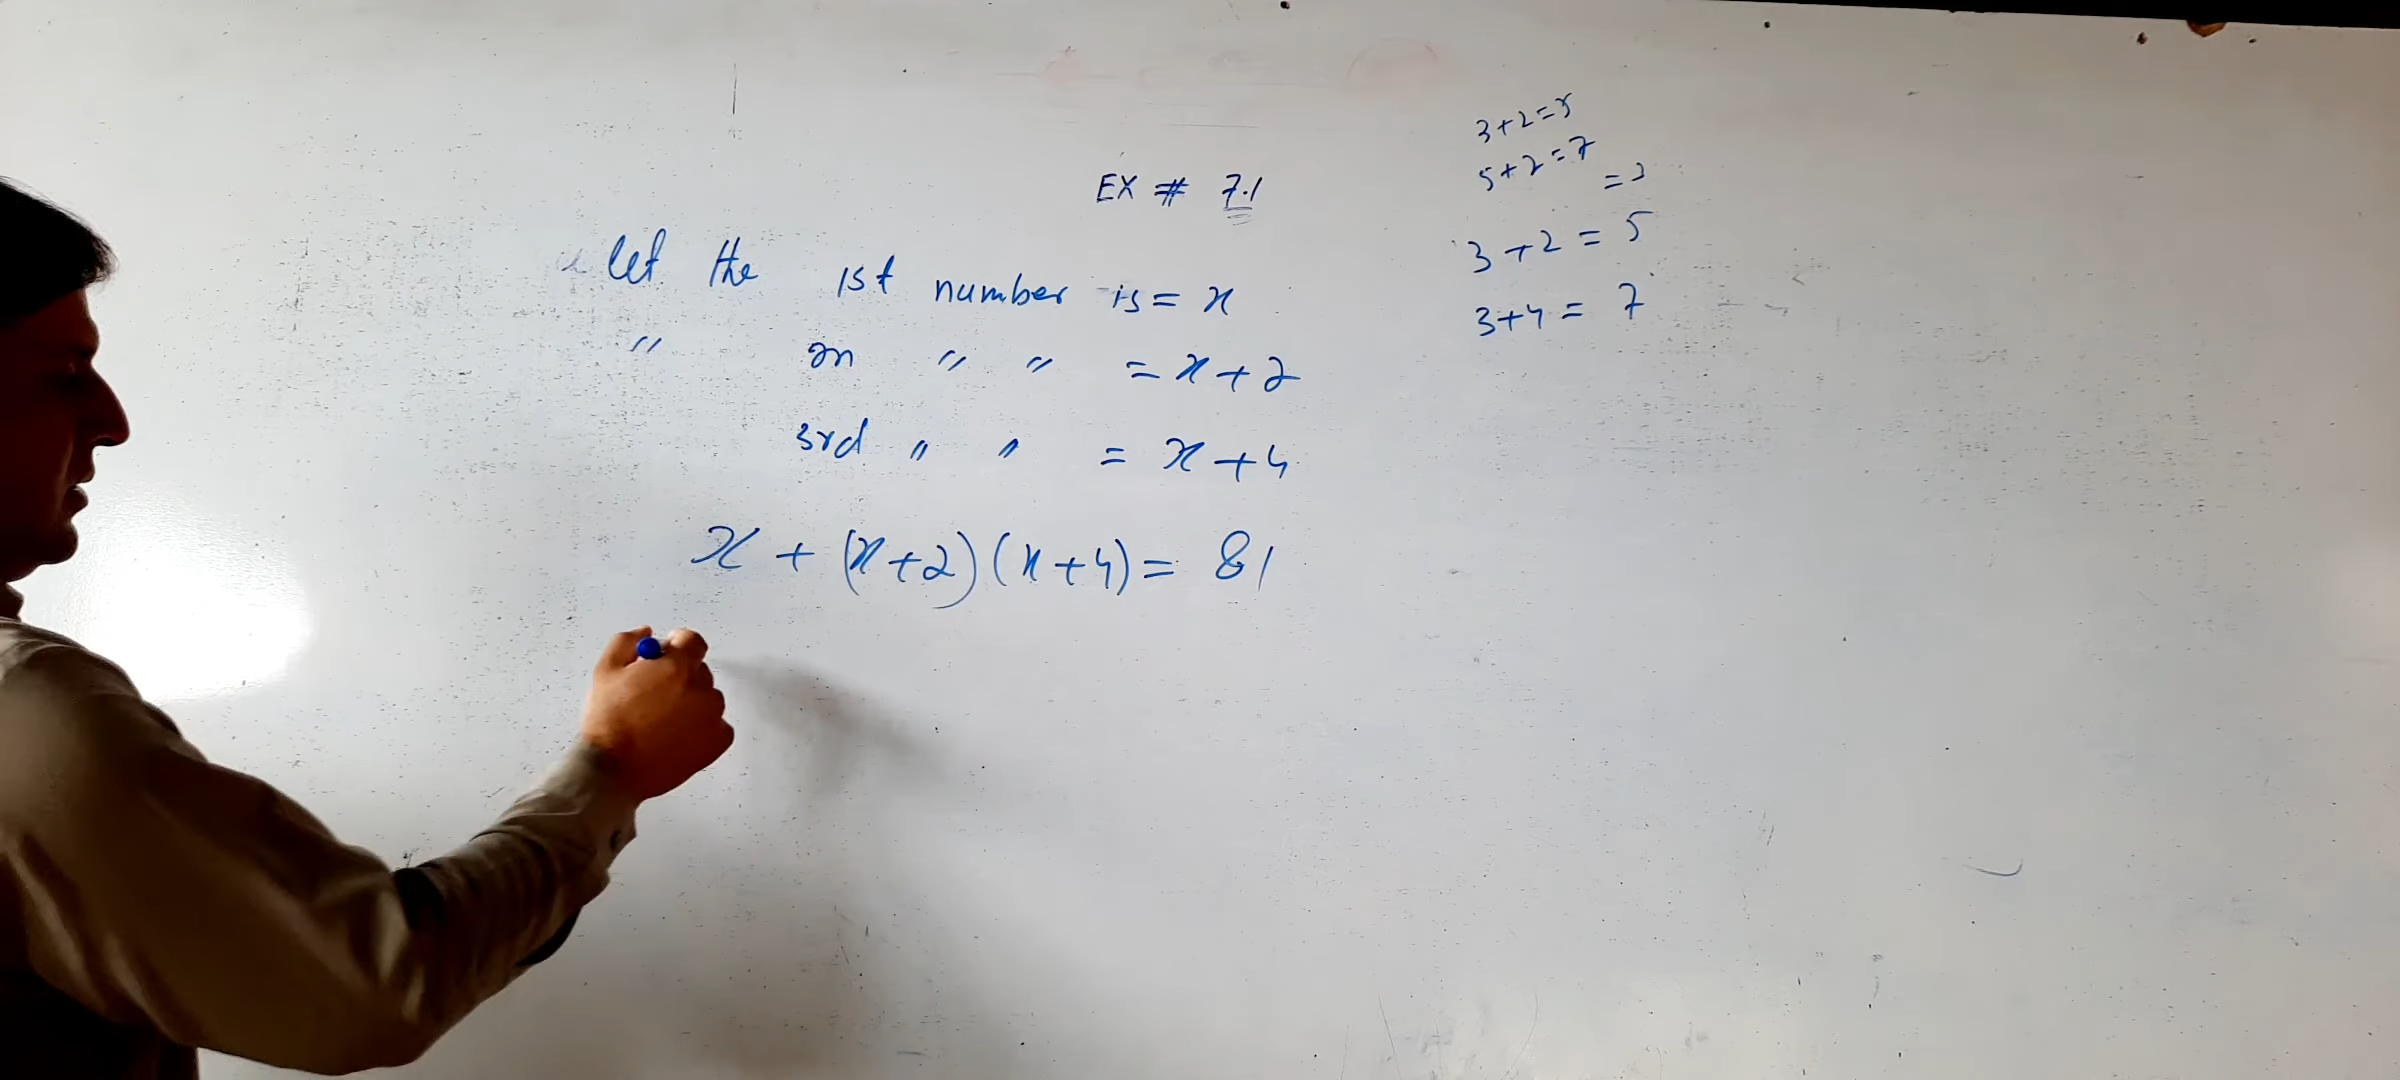 EX # 7.1
let the 1st number is = x
" 2n " " = x + 2
3rd " " = x + 4
x + (x+2)(x+4) = 81
3+2=5
5+2=7
=2
3+2=5
3+4=7